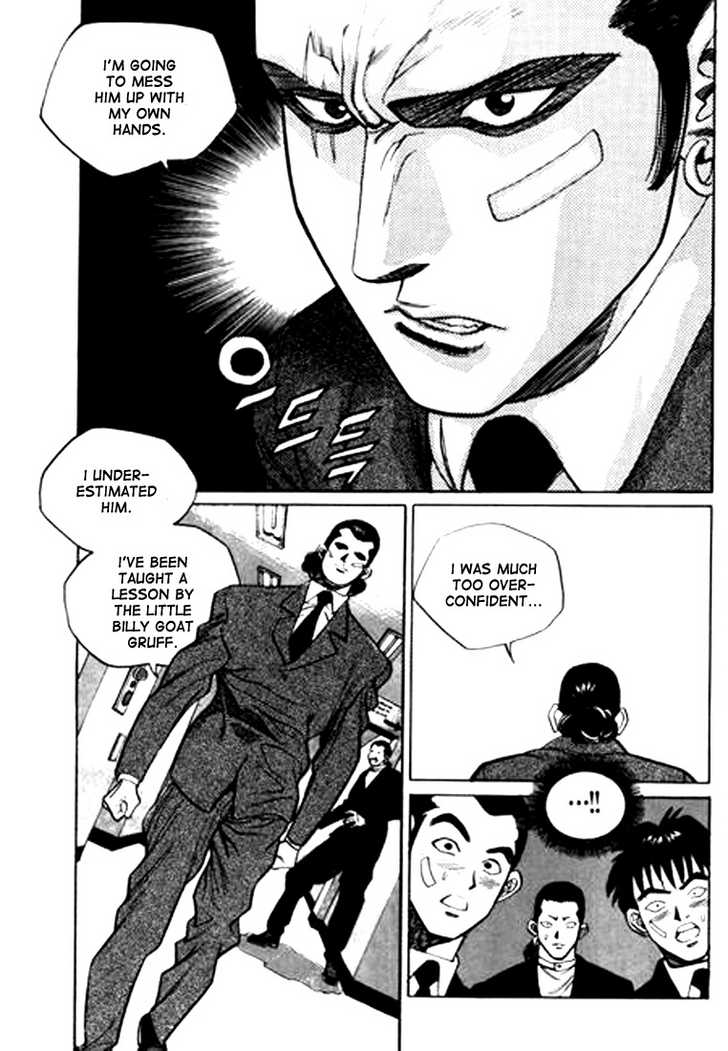 I'M GOING
TO MESS
HIM UP WITH
MY OWN
HANDS.
I WAS MUCH
TOO OVER-
CONFIDENT...
...!!
I UNDER-
ESTIMATED
HIM.
I'VE BEEN
TAUGHT A
LESSON BY
THE LITTLE
BILLY GOAT
GRUFF.